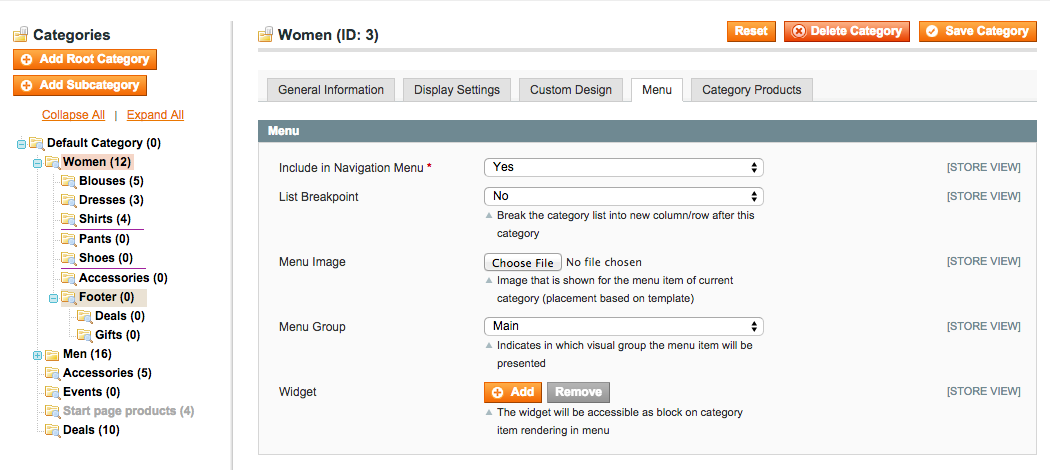 Categories
Add Root Category
Add Subcategory
Collapse All | Expand All
Default Category (0)
Women (12)
Blouses (5)
Dresses (3)
Shirts (4)
Pants (0)
Shoes (0)
Accessories (0)
Footer (0)
Deals (0)
Gifts (0)
Men (16)
Accessories (5)
Events (0)
Start page products (4)
Deals (10)
Women (ID: 3)
Reset Delete Category Save Category
General Information Display Settings Custom Design Menu Category Products
Menu
Include in Navigation Menu * Yes [STORE VIEW]
List Breakpoint No [STORE VIEW]
Break the category list into new column/row after this
category
Menu Image Choose File No file chosen [STORE VIEW]
Image that is shown for the menu item of current
category (placement based on template)
Menu Group Main [STORE VIEW]
Indicates in which visual group the menu item will be
presented
Widget Add Remove [STORE VIEW]
The widget will be accessible as block on category
item rendering in menu